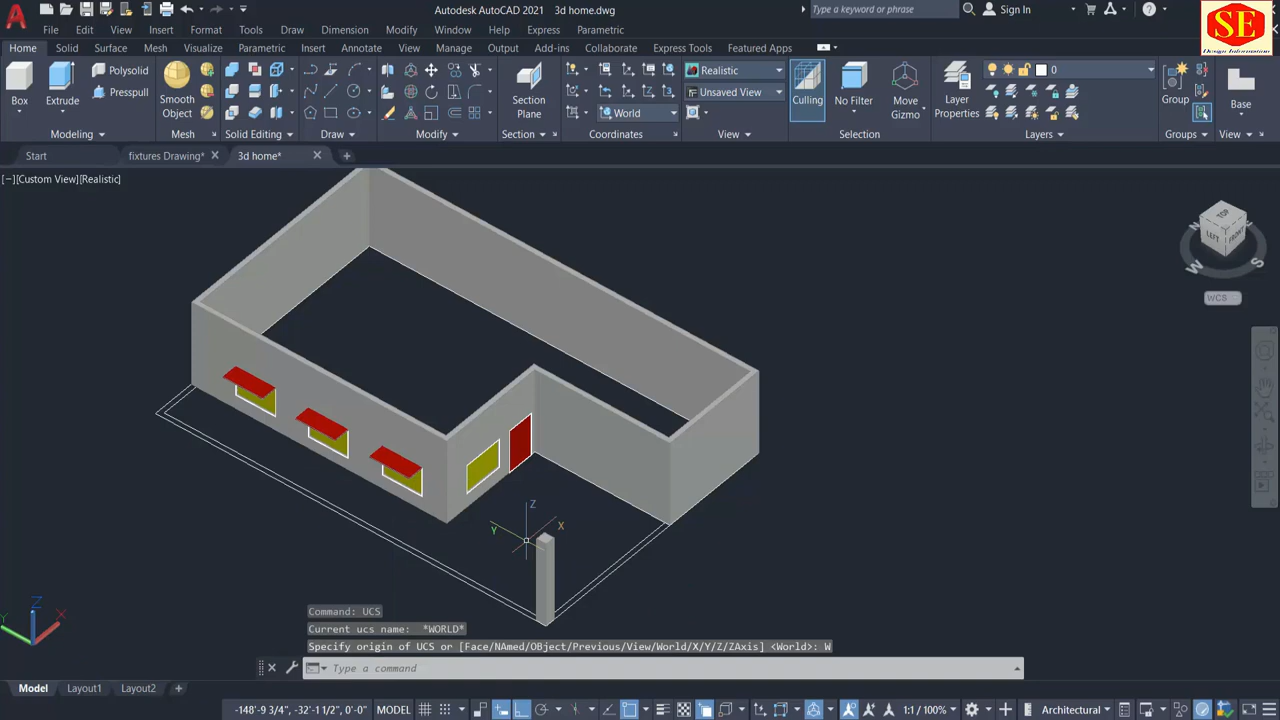 Autodesk AutoCAD 2021 3d home.dwg
Type a keyword or phrase
Sign In
SE
Design Information
File Edit View Insert Format Tools Draw Dimension Modify Window Help Express Parametric
Home Solid Surface Mesh Visualize Parametric Insert Annotate View Manage Output Add-ins Collaborate Express Tools Featured Apps
Box
Extrude
Polysolid
Presspull
Smooth
Object
Section
Plane
Realistic
Unsaved View
World
Culling
No Filter
Move
Gizmo
Layer
Properties
0
Group
Base
Modeling Mesh Solid Editing Draw Modify Section Coordinates View Selection Layers Groups View
Start fixtures Drawing* 3d home*
[−][Custom View][Realistic]
TOP
LEFT
FRONT
N
W
S
WCS
Z
Y
X
Z
Y
X
Command: UCS
Current ucs name: *WORLD*
Specify origin of UCS or [Face/NAmed/OBject/Previous/View/World/X/Y/Z/ZAxis] <World>: W
Type a command
Model Layout1 Layout2
-148'-9 3/4", -32'-1 1/2", 0'-0" MODEL 1:1 / 100% Architectural